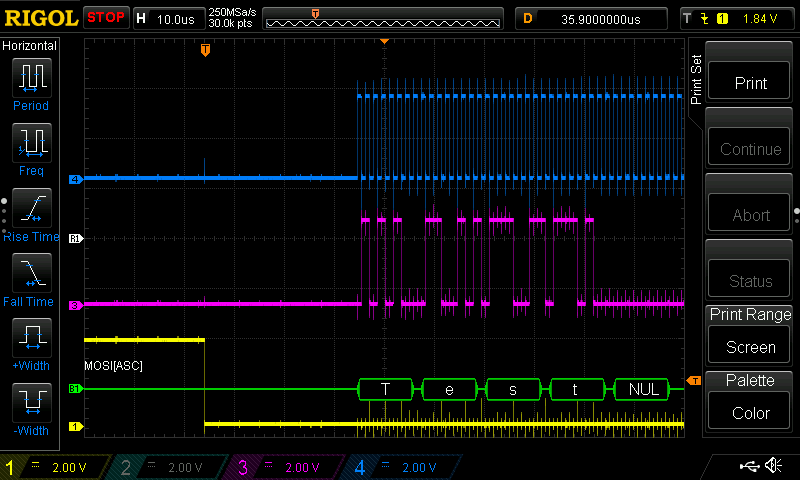 RIGOL STOP H 10.0us 250MSa/s 30.0k pts D 35.9000000us T 1 1.84 V
T
Horizontal
Period
Freq
Rise Time
Fall Time
+Width
-Width
4
R1
3
MOSI[ASC]
B1 T e s t NUL
T
1
Print Set
Print
Continue
Abort
Status
Print Range
Screen
Palette
Color
1 2.00 V 2 2.00 V 3 2.00 V 4 2.00 V